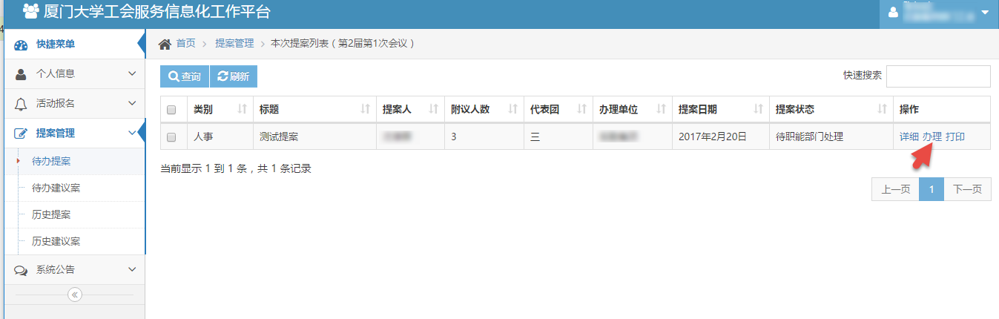 厦门大学工会服务信息化工作平台
4
快捷菜单
首页 > 提案管理 > 本次提案列表（第2届第1次会议）
个人信息
查询 刷新
快速搜索
活动报名
类别 标题 提案人 附议人数 代表团 办理单位 提案日期 提案状态 操作
提案管理
人事 测试提案 3 三 2017年2月20日 待职能部门处理 详细 办理 打印
待办提案
当前显示 1 到 1 条，共 1 条记录
待办建议案
上一页 1 下一页
历史提案
历史建议案
系统公告